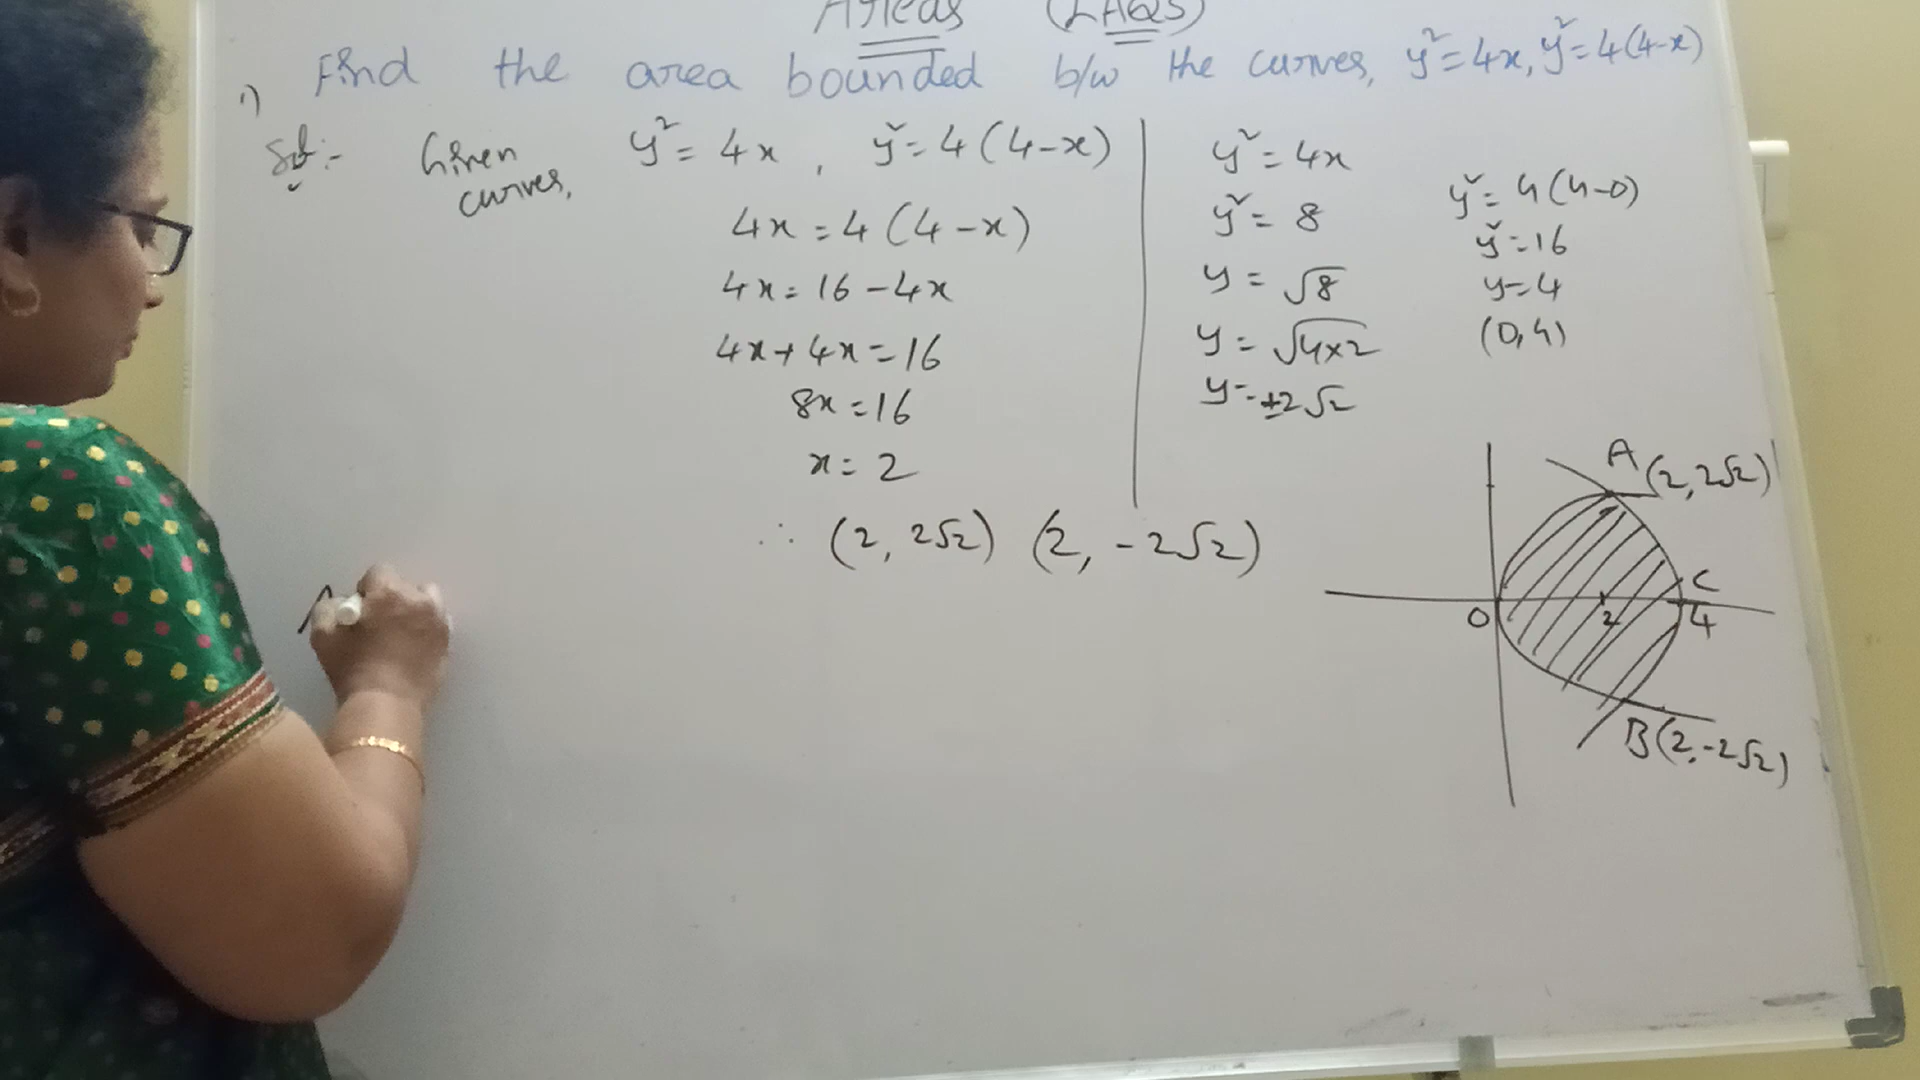 Areas (LAQS)
1) Find the area bounded b/w the curves, y² = 4x, y² = 4(4-x)
Sol:- Given curves, y² = 4x, y² = 4(4-x)
4x = 4(4-x)
4x = 16 - 4x
4x + 4x = 16
8x = 16
x = 2
∴ (2, 2√2) (2, -2√2)
y² = 4x
y² = 8
y = √8
y = √4×2
y = ±2√2
y² = 4(4-0)
y² = 16
y = 4
(0,4)
A (2, 2√2)
C
O 2 4
B(2, -2√2)